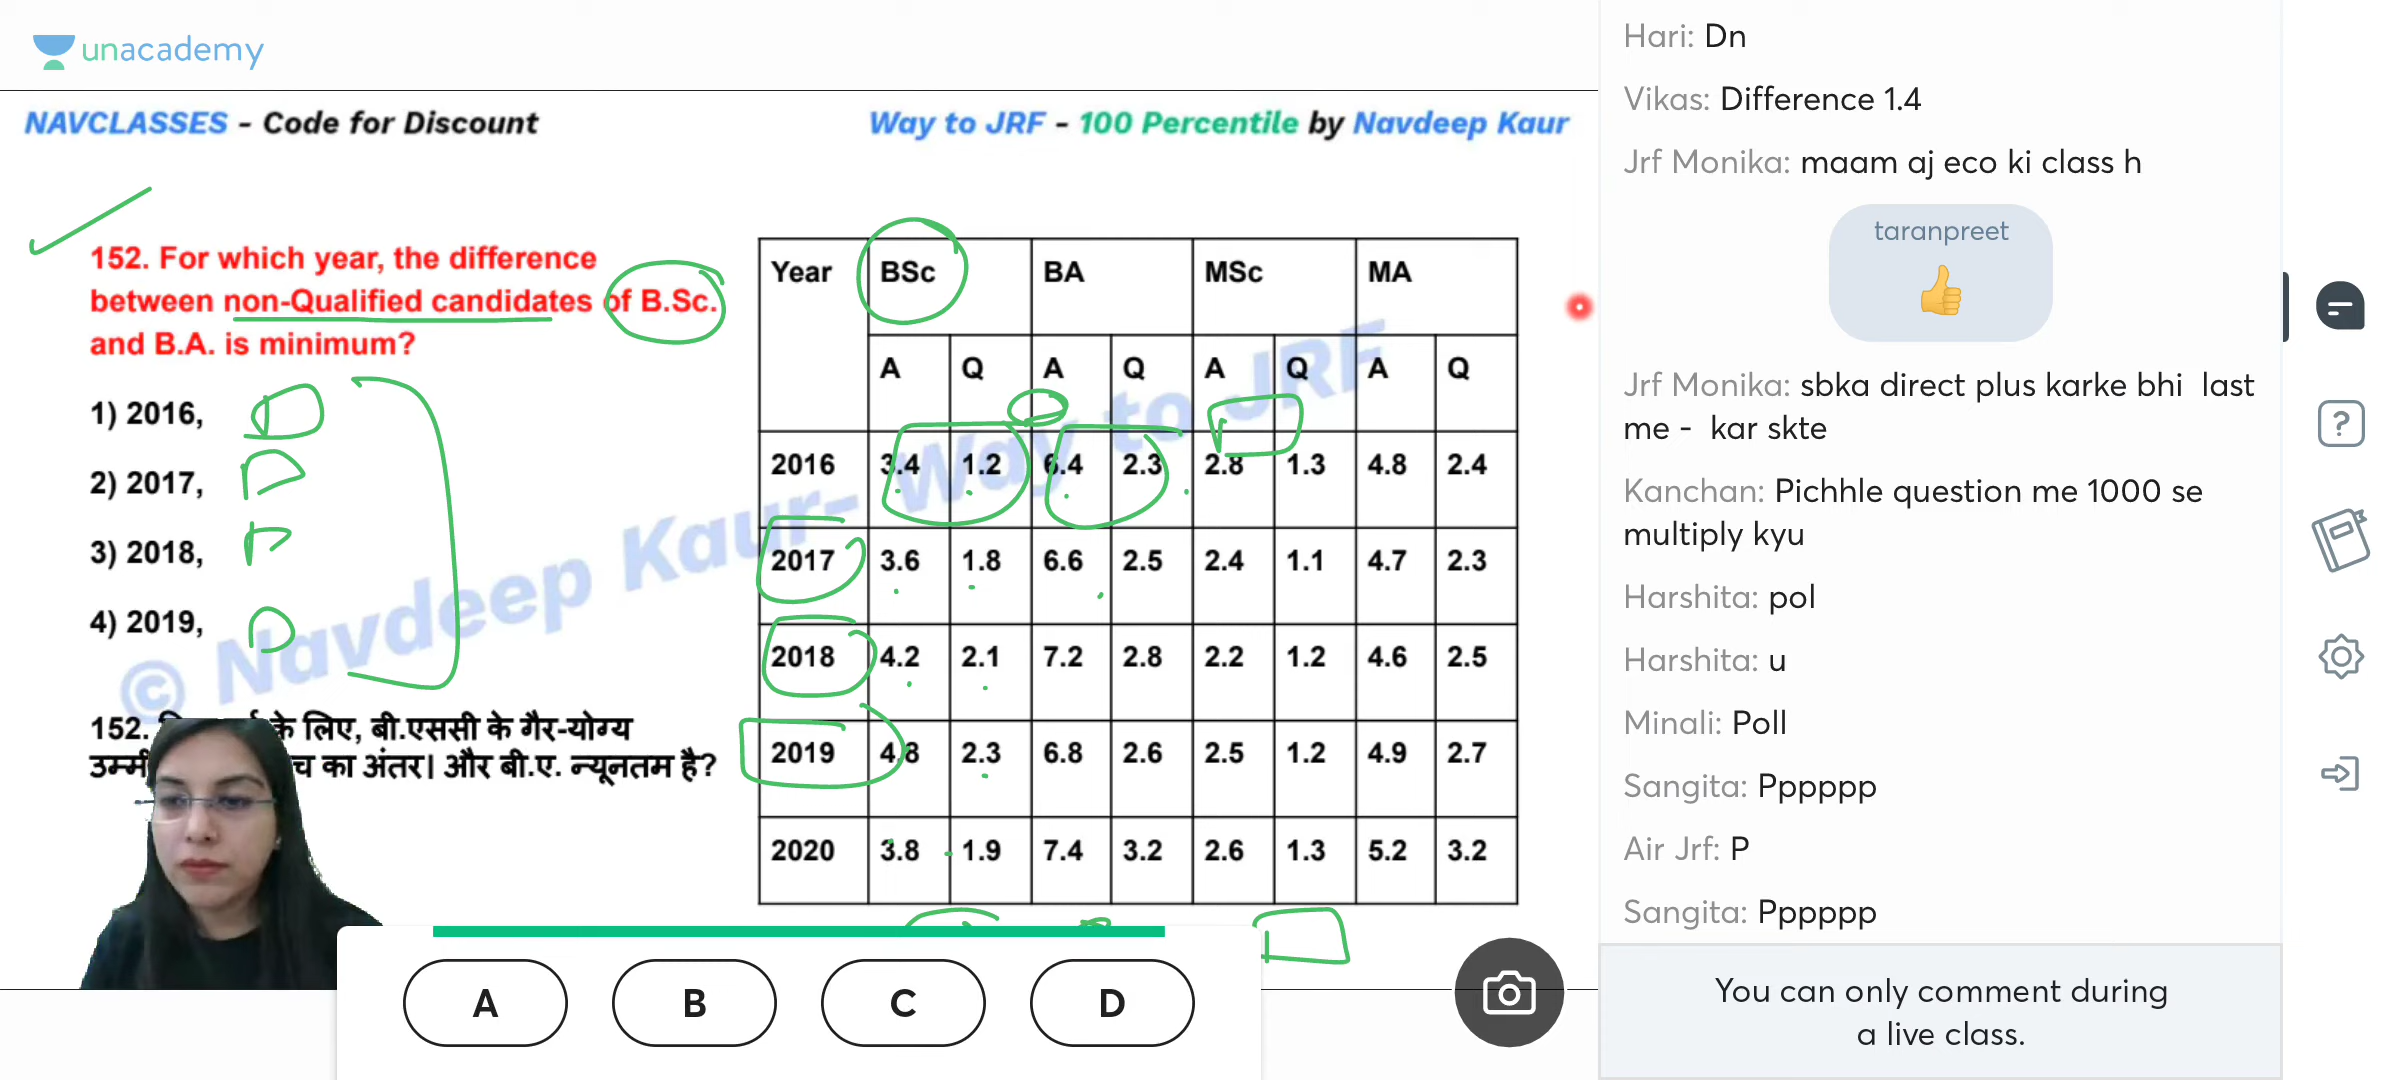 unacademy
NAVCLASSES - Code for Discount
Way to JRF - 100 Percentile by Navdeep Kaur
152. For which year, the difference
between non-Qualified candidates of B.Sc.
and B.A. is minimum?
1) 2016,
2) 2017,
3) 2018,
4) 2019,
152. के लिए, बी.एससी के गैर-योग्य
का अंतर। और बी.ए. न्यूनतम है?
Year BSc BA MSc MA
A Q A Q A Q A Q
2016 3.4 1.2 6.4 2.3 2.8 1.3 4.8 2.4
2017 3.6 1.8 6.6 2.5 2.4 1.1 4.7 2.3
2018 4.2 2.1 7.2 2.8 2.2 1.2 4.6 2.5
2019 4.8 2.3 6.8 2.6 2.5 1.2 4.9 2.7
2020 3.8 1.9 7.4 3.2 2.6 1.3 5.2 3.2
© Navdeep Kaur- Way to JRF
A B C D
Hari: Dn
Vikas: Difference 1.4
Jrf Monika: maam aj eco ki class h
taranpreet
Jrf Monika: sbka direct plus karke bhi last
me - kar skte
Kanchan: Pichhle question me 1000 se
multiply kyu
Harshita: pol
Harshita: u
Minali: Poll
Sangita: Pppppp
Air Jrf: P
Sangita: Pppppp
You can only comment during
a live class.